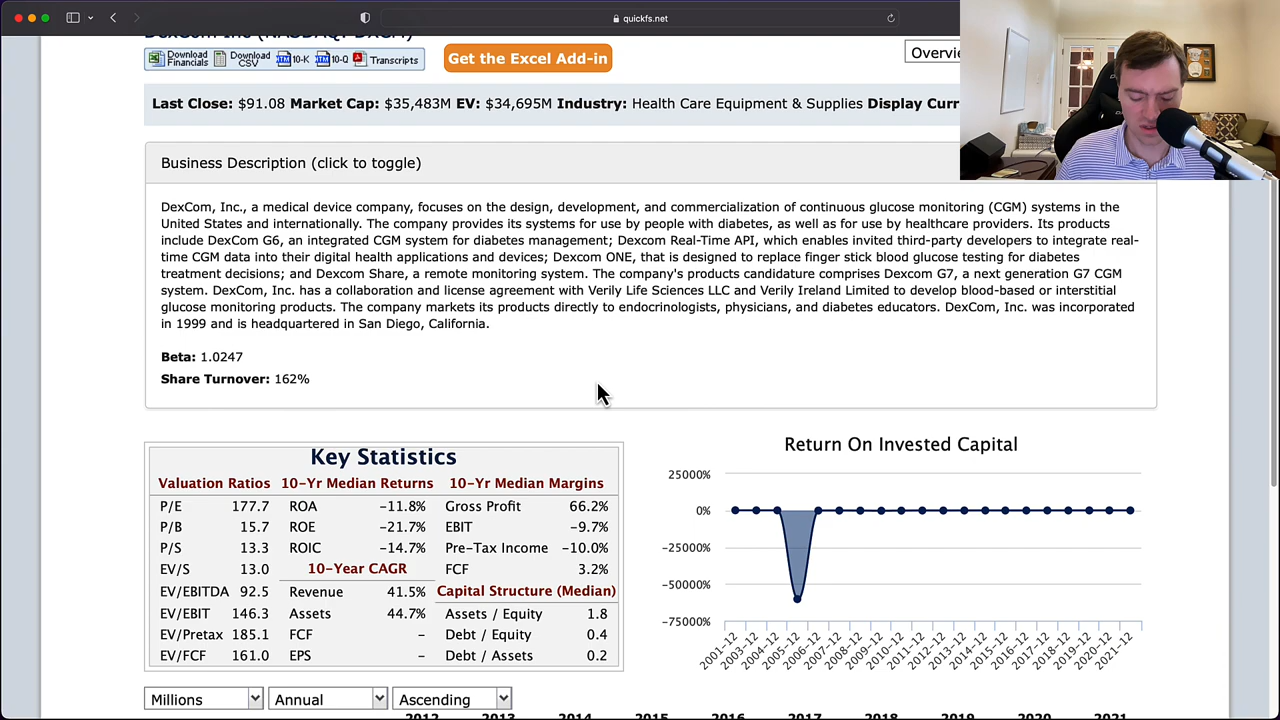 quickfs.net
DexCom Inc (NASDAQ: DXCM)
Download Financials
Download CSV
10-K
10-Q
Transcripts
Get the Excel Add-in
Overvie
Last Close: $91.08 Market Cap: $35,483M EV: $34,695M Industry: Health Care Equipment & Supplies Display Curr
Business Description (click to toggle)
DexCom, Inc., a medical device company, focuses on the design, development, and commercialization of continuous glucose monitoring (CGM) systems in the
United States and internationally. The company provides its systems for use by people with diabetes, as well as for use by healthcare providers. Its products
include DexCom G6, an integrated CGM system for diabetes management; Dexcom Real-Time API, which enables invited third-party developers to integrate real-
time CGM data into their digital health applications and devices; Dexcom ONE, that is designed to replace finger stick blood glucose testing for diabetes
treatment decisions; and Dexcom Share, a remote monitoring system. The company's products candidature comprises Dexcom G7, a next generation G7 CGM
system. DexCom, Inc. has a collaboration and license agreement with Verily Life Sciences LLC and Verily Ireland Limited to develop blood-based or interstitial
glucose monitoring products. The company markets its products directly to endocrinologists, physicians, and diabetes educators. DexCom, Inc. was incorporated
in 1999 and is headquartered in San Diego, California.
Beta: 1.0247
Share Turnover: 162%
Key Statistics
Valuation Ratios 10-Yr Median Returns 10-Yr Median Margins
P/E 177.7 ROA -11.8% Gross Profit 66.2%
P/B 15.7 ROE -21.7% EBIT -9.7%
P/S 13.3 ROIC -14.7% Pre-Tax Income -10.0%
EV/S 13.0 10-Year CAGR FCF 3.2%
EV/EBITDA 92.5 Revenue 41.5% Capital Structure (Median)
EV/EBIT 146.3 Assets 44.7% Assets / Equity 1.8
EV/Pretax 185.1 FCF - Debt / Equity 0.4
EV/FCF 161.0 EPS - Debt / Assets 0.2
Return On Invested Capital
25000%
0%
-25000%
-50000%
-75000%
2001-12 2003-12 2004-12 2005-12 2006-12 2007-12 2008-12 2009-12 2010-12 2011-12 2012-12 2013-12 2014-12 2015-12 2016-12 2017-12 2018-12 2019-12 2020-12 2021-12
Millions Annual Ascending
2012 2013 2014 2015 2016 2017 2018 2019 2020 2021